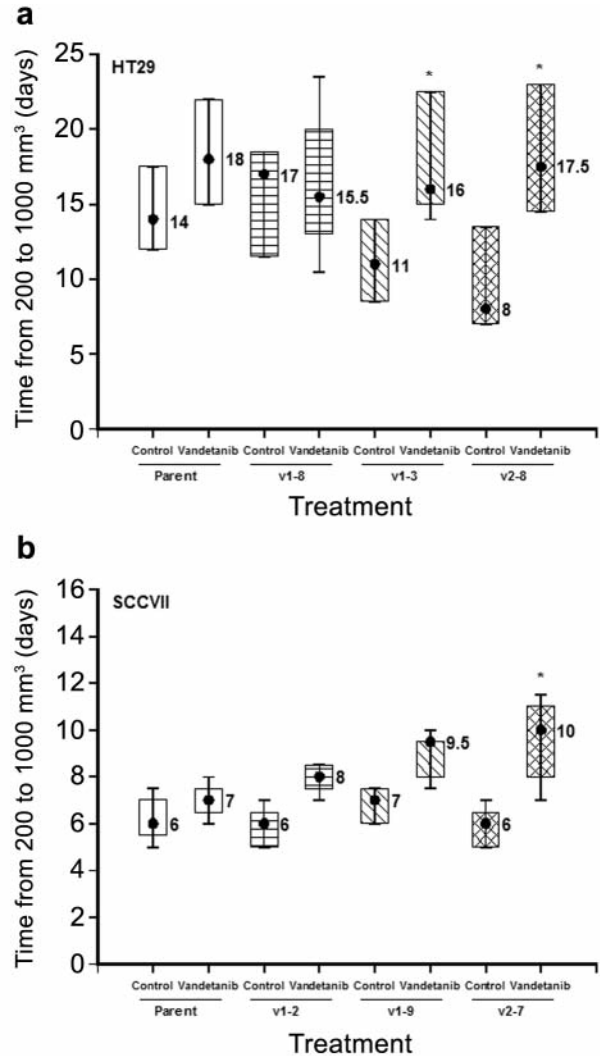 a
HT29
Time from 200 to 1000 mm³ (days)
25
20
15
10
5
0
14
18
17
15.5
11
*
16
8
*
17.5
Control Vandetanib Control Vandetanib Control Vandetanib Control Vandetanib
Parent v1-8 v1-3 v2-8
Treatment
b
SCCVII
Time from 200 to 1000 mm³ (days)
16
14
12
10
8
6
4
2
0
6
7
6
8
7
9.5
6
*
10
Control Vandetanib Control Vandetanib Control Vandetanib Control Vandetanib
Parent v1-2 v1-9 v2-7
Treatment